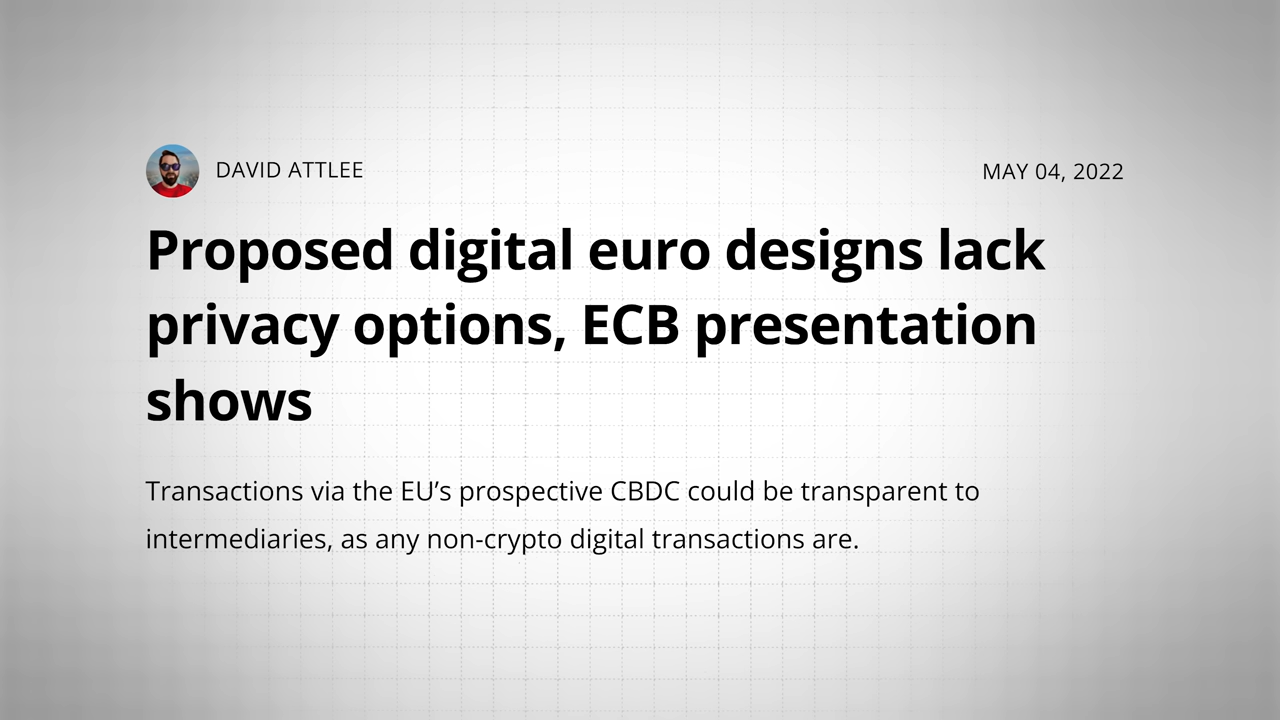 DAVID ATTLEE
MAY 04, 2022
Proposed digital euro designs lack
privacy options, ECB presentation
shows
Transactions via the EU’s prospective CBDC could be transparent to
intermediaries, as any non-crypto digital transactions are.